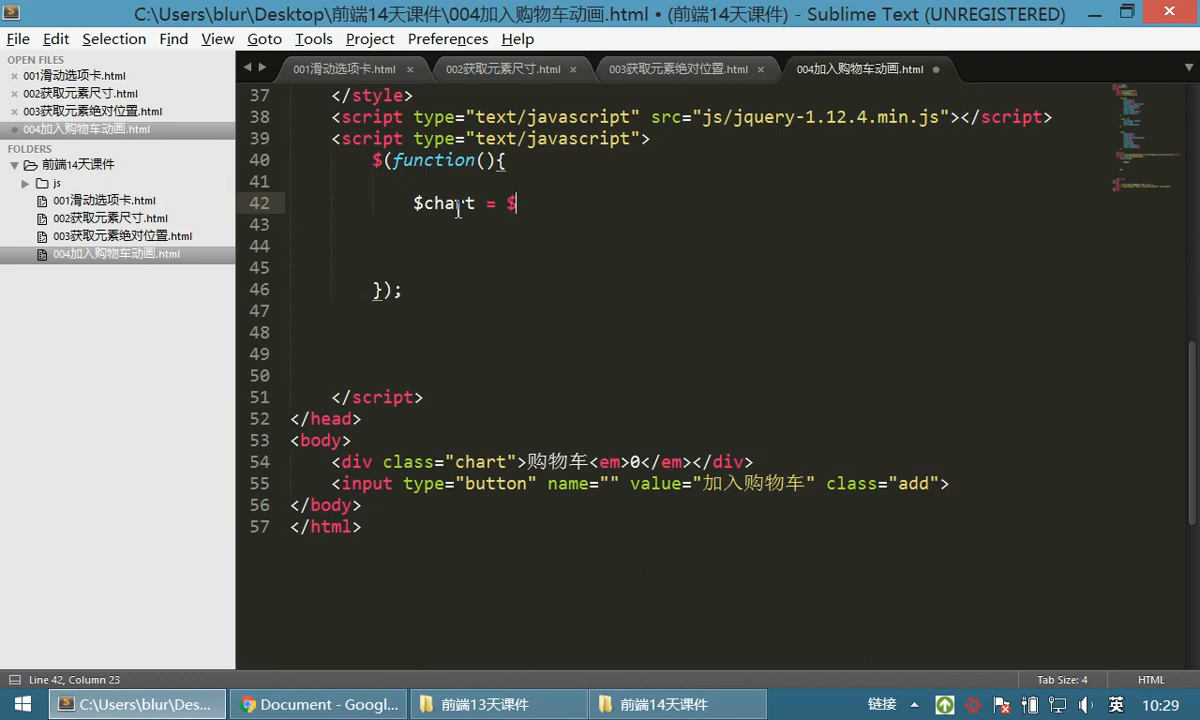 C:\Users\blur\Desktop\前端14天课件\004加入购物车动画.html • (前端14天课件) - Sublime Text (UNREGISTERED)
File Edit Selection Find View Goto Tools Project Preferences Help
OPEN FILES
001滑动选项卡.html
002获取元素尺寸.html
003获取元素绝对位置.html
004加入购物车动画.html
FOLDERS
前端14天课件
js
001滑动选项卡.html
002获取元素尺寸.html
003获取元素绝对位置.html
004加入购物车动画.html
001滑动选项卡.html × 002获取元素尺寸.html × 003获取元素绝对位置.html × 004加入购物车动画.html
37 </style>
38 <script type="text/javascript" src="js/jquery-1.12.4.min.js"></script>
39 <script type="text/javascript">
40 $(function(){
41
42 $chart = $
43
44
45
46 });
47
48
49
50
51 </script>
52 </head>
53 <body>
54 <div class="chart">购物车<em>0</em></div>
55 <input type="button" name="" value="加入购物车" class="add">
56 </body>
57 </html>
Line 42, Column 23 Tab Size: 4 HTML
C:\Users\blur\Des... Document - Googl... 前端13天课件 前端14天课件 链接 英 10:29